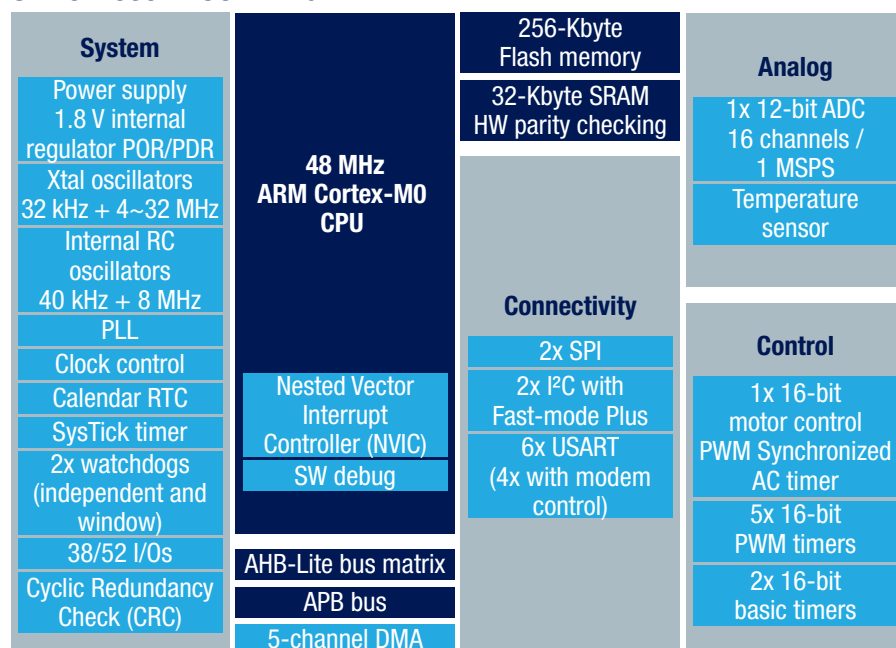 System
Power supply
1.8 V internal
regulator POR/PDR
Xtal oscillators
32 kHz + 4~32 MHz
Internal RC
oscillators
40 kHz + 8 MHz
PLL
Clock control
Calendar RTC
SysTick timer
2x watchdogs
(independent and
window)
38/52 I/Os
Cyclic Redundancy
Check (CRC)
48 MHz
ARM Cortex-M0
CPU
Nested Vector
Interrupt
Controller (NVIC)
SW debug
AHB-Lite bus matrix
APB bus
5-channel DMA
256-Kbyte
Flash memory
32-Kbyte SRAM
HW parity checking
Connectivity
2x SPI
2x I²C with
Fast-mode Plus
6x USART
(4x with modem
control)
Analog
1x 12-bit ADC
16 channels /
1 MSPS
Temperature
sensor
Control
1x 16-bit
motor control
PWM Synchronized
AC timer
5x 16-bit
PWM timers
2x 16-bit
basic timers